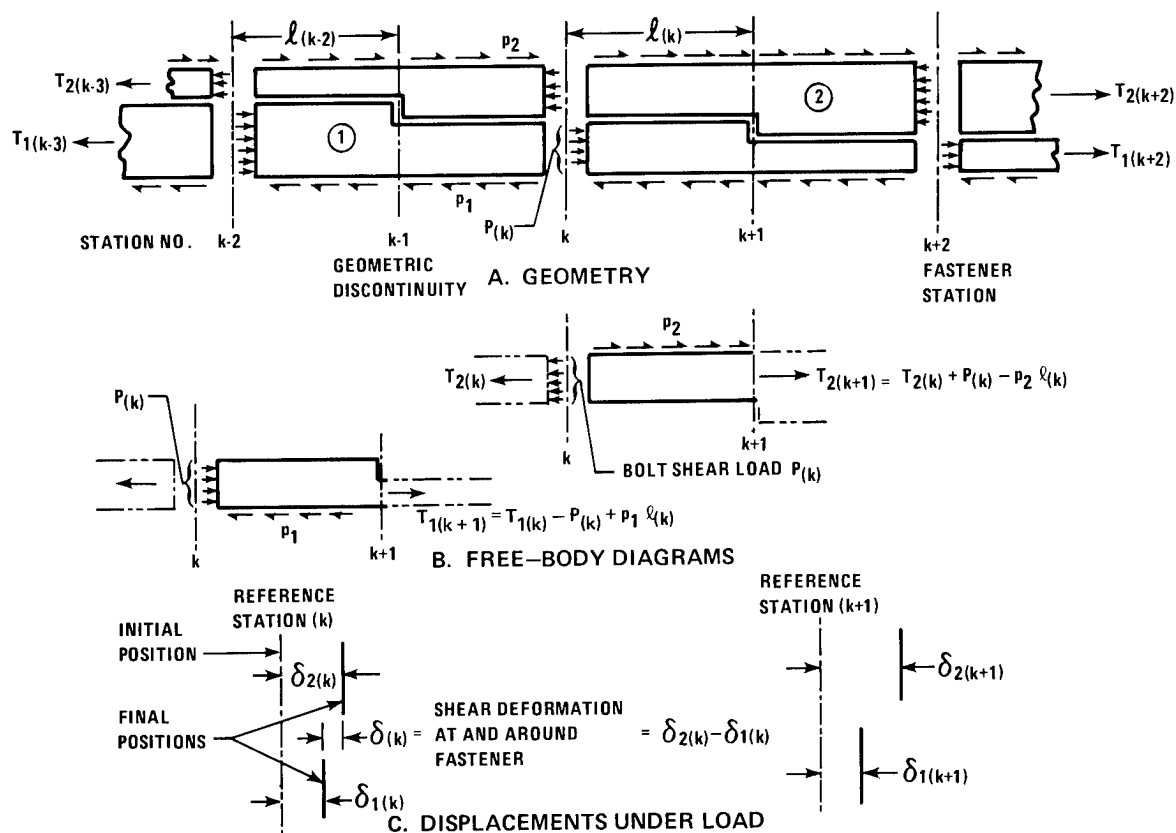 ℓ(k-2)
p2
ℓ(k)
T2(k-3)
T1(k-3)
1
2
T2(k+2)
T1(k+2)
p1
P(k)
STATION NO.
k-2
k-1
k
k+1
k+2
GEOMETRIC
DISCONTINUITY
A. GEOMETRY
FASTENER
STATION
p2
T2(k)
T2(k+1) = T2(k) + P(k) – p2 ℓ(k)
k
k+1
BOLT SHEAR LOAD P(k)
P(k)
p1
T1(k + 1) = T1(k) – P(k) + p1 ℓ(k)
k
k+1
B. FREE–BODY DIAGRAMS
REFERENCE
STATION (k)
REFERENCE
STATION (k+1)
INITIAL
POSITION
δ2(k)
FINAL
POSITIONS
δ(k) = SHEAR DEFORMATION
AT AND AROUND
FASTENER
= δ2(k)–δ1(k)
δ1(k)
δ2(k+1)
δ1(k+1)
C. DISPLACEMENTS UNDER LOAD